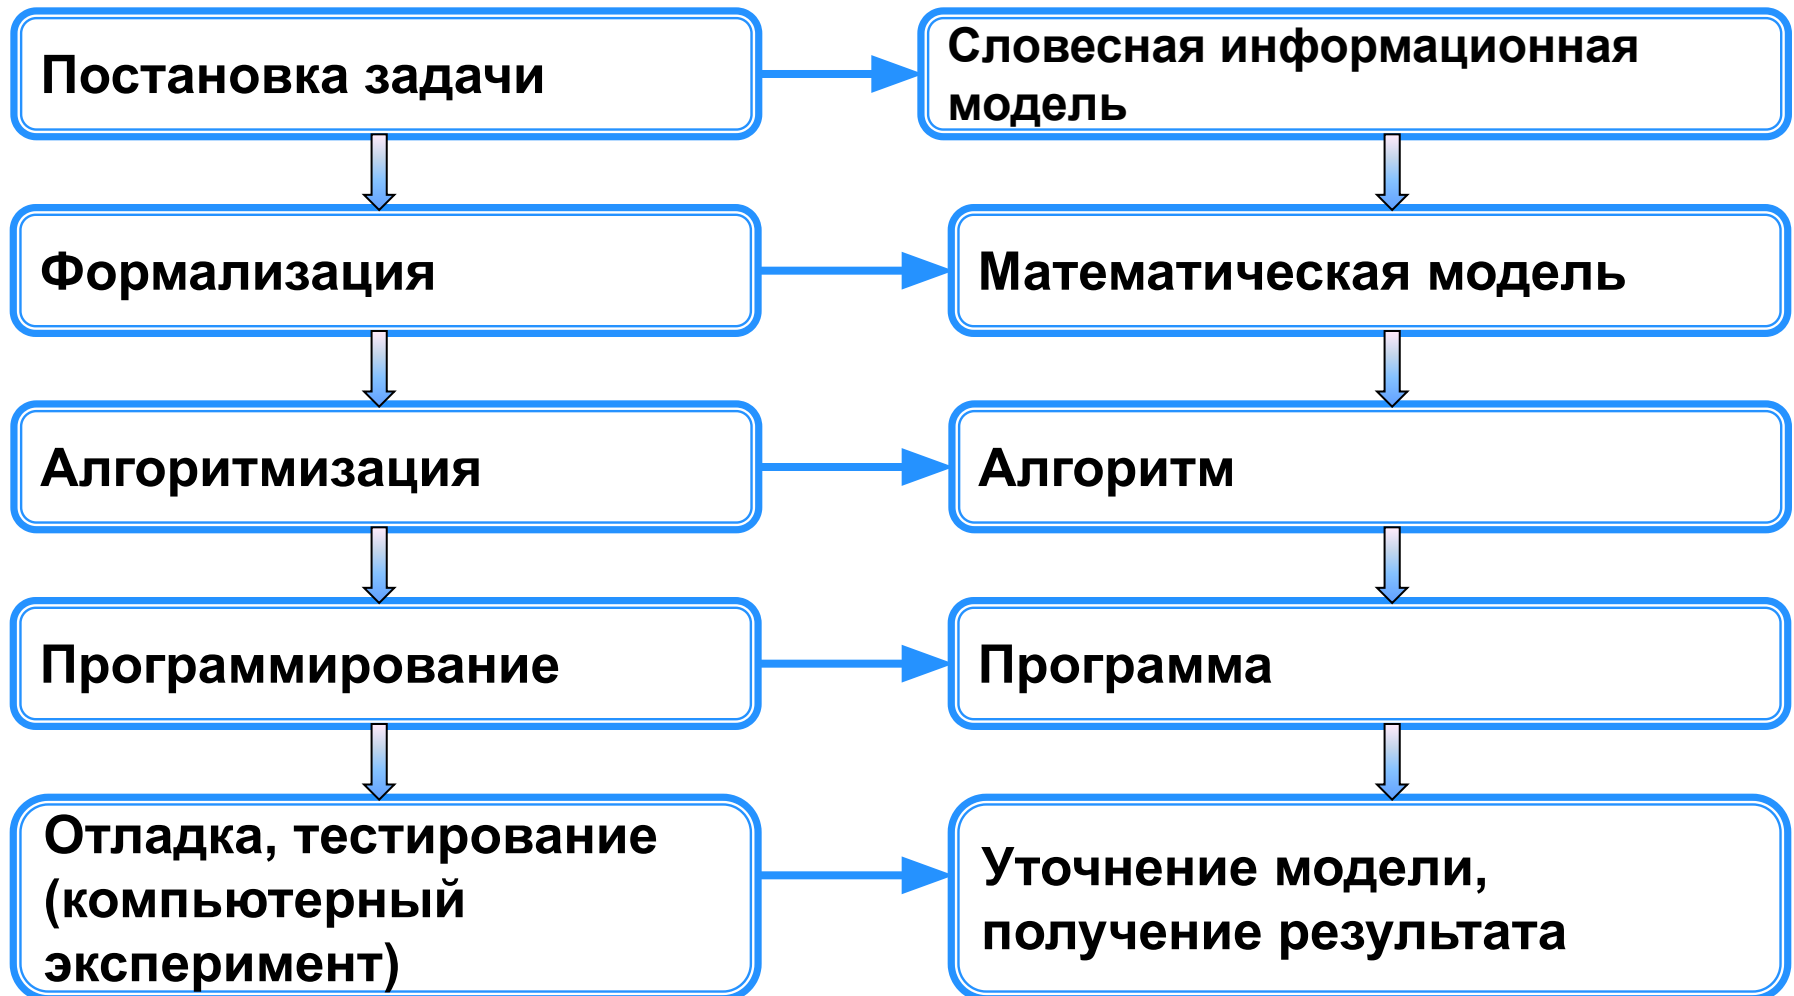 Постановка задачи
Словесная информационная
модель
Формализация
Математическая модель
Алгоритмизация
Алгоритм
Программирование
Программа
Отладка, тестирование
(компьютерный
эксперимент)
Уточнение модели,
получение результата